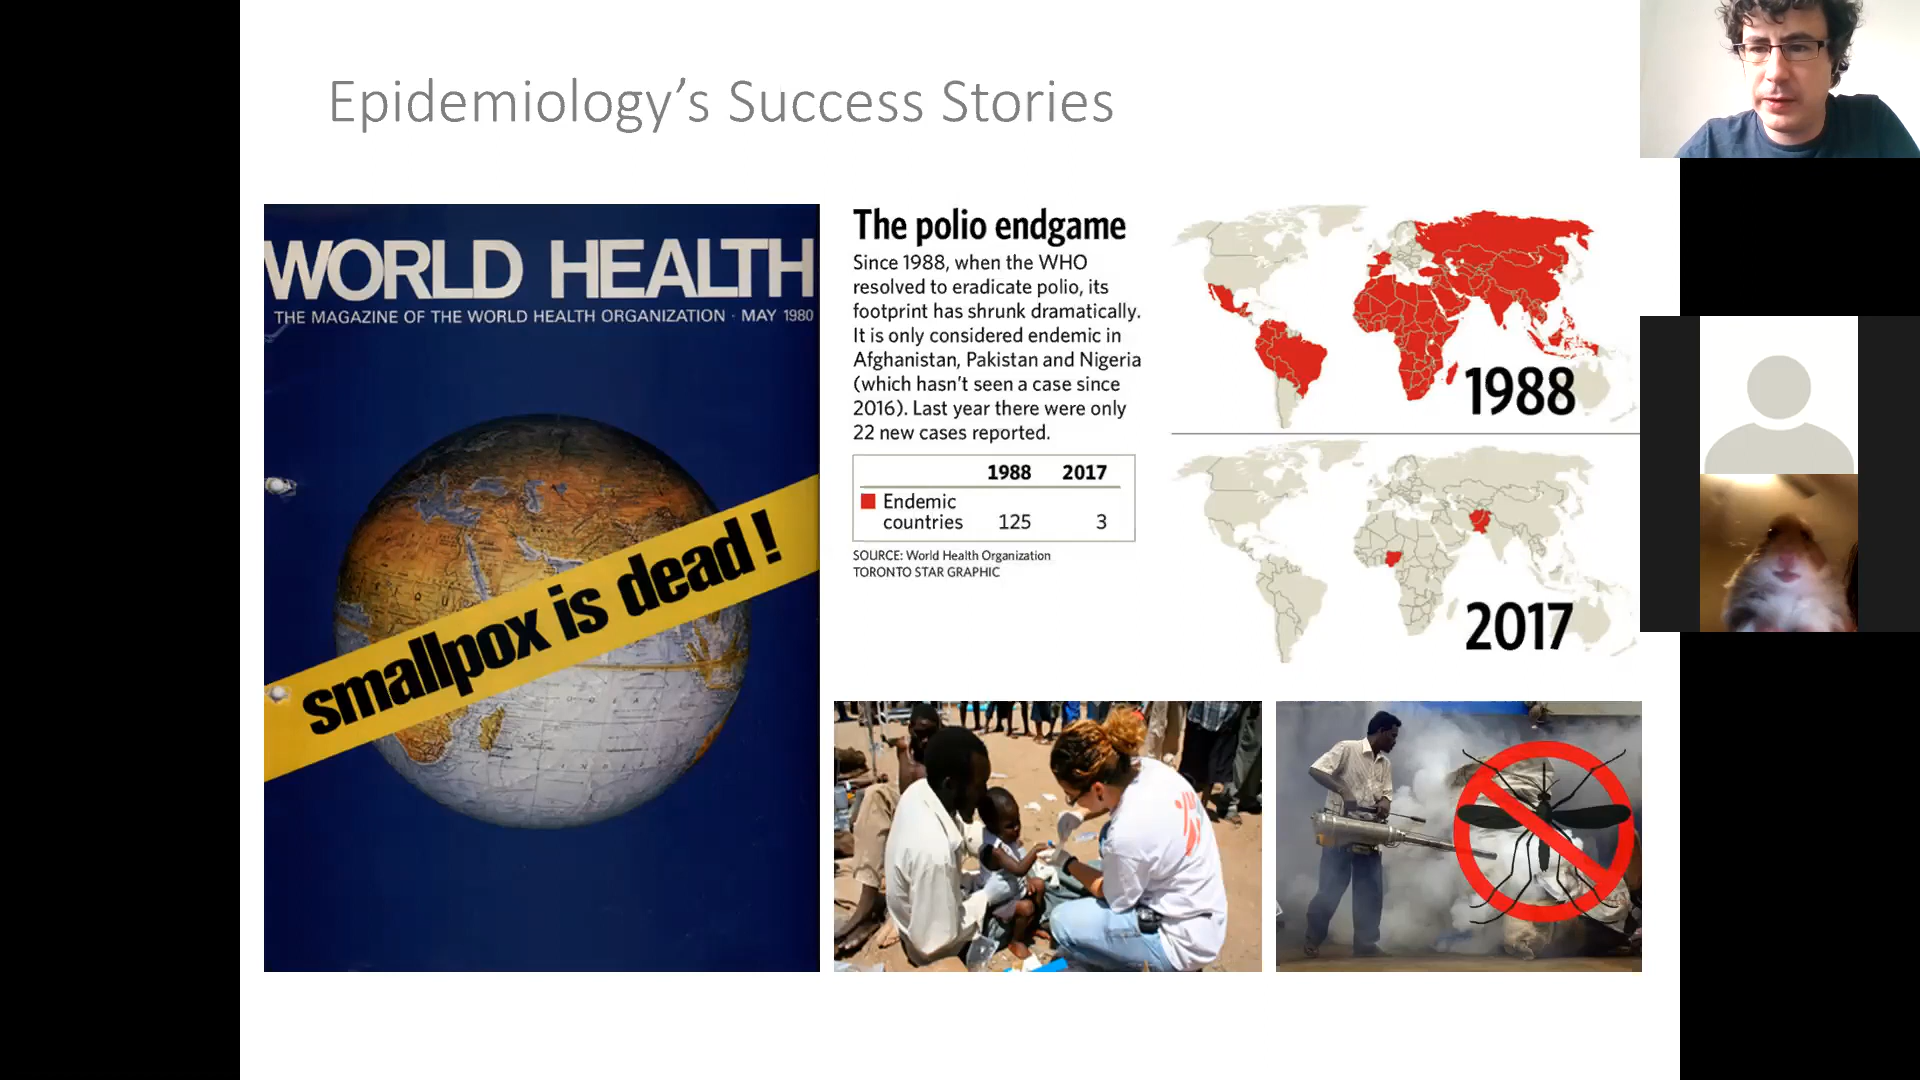 Epidemiology's Success Stories
WORLD HEALTH
THE MAGAZINE OF THE WORLD HEALTH ORGANIZATION · MAY 1980
smallpox is dead!
The polio endgame
Since 1988, when the WHO
resolved to eradicate polio, its
footprint has shrunk dramatically.
It is only considered endemic in
Afghanistan, Pakistan and Nigeria
(which hasn't seen a case since
2016). Last year there were only
22 new cases reported.
1988 2017
Endemic
countries 125 3
SOURCE: World Health Organization
TORONTO STAR GRAPHIC
1988
2017